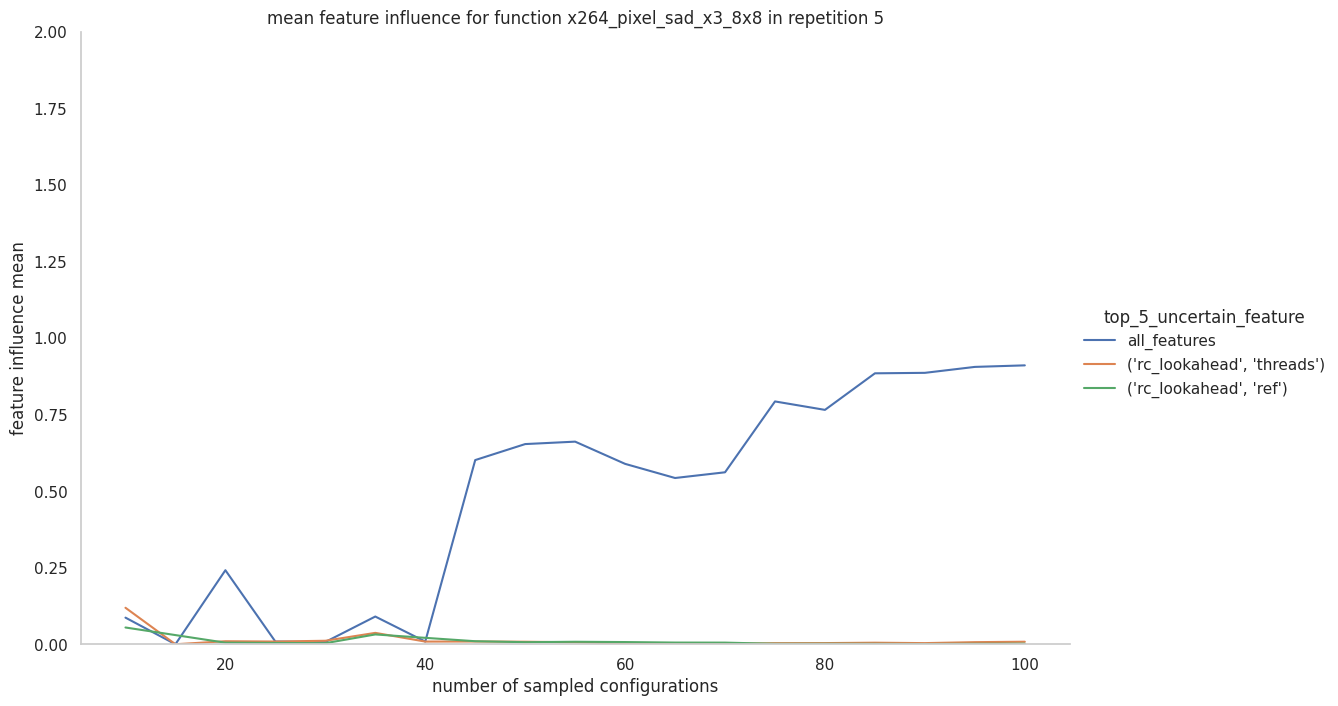 mean feature influence for function x264_pixel_sad_x3_8x8 in repetition 5
2.00
1.75
1.50
1.25
1.00
0.75
0.50
0.25
0.00
feature influence mean
20
40
60
80
100
number of sampled configurations
top_5_uncertain_feature
all_features
('rc_lookahead', 'threads')
('rc_lookahead', 'ref')